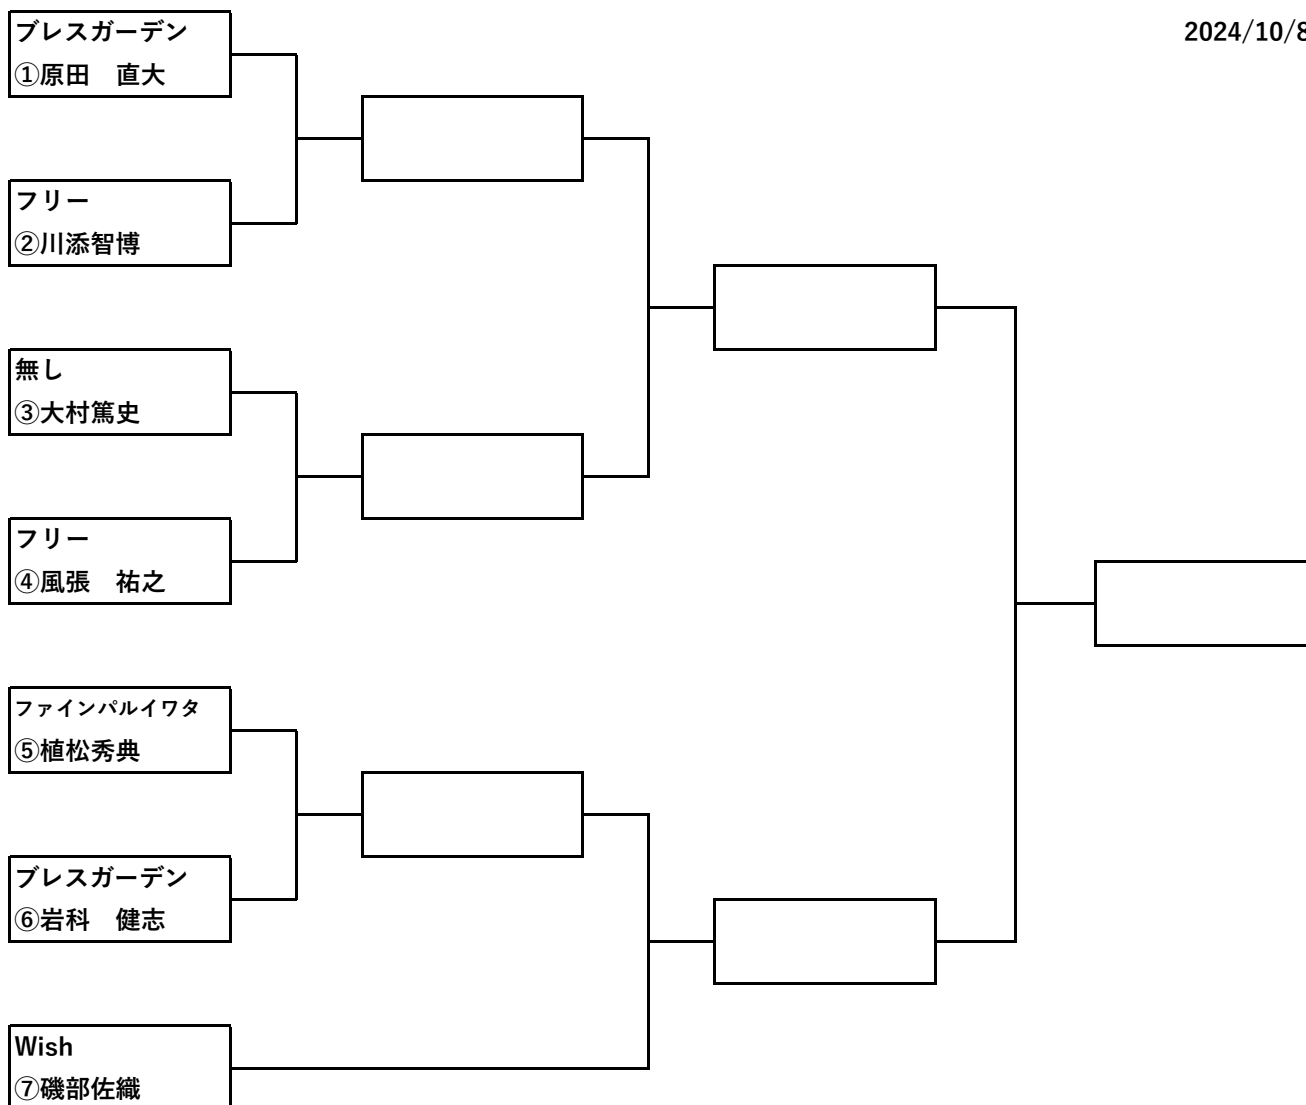 2024/10/8
ブレスガーデン
①原田　直大
フリー
②川添智博
無し
③大村篤史
フリー
④風張　祐之
ファインパルイワタ
⑤植松秀典
ブレスガーデン
⑥岩科　健志
Wish
⑦磯部佐織